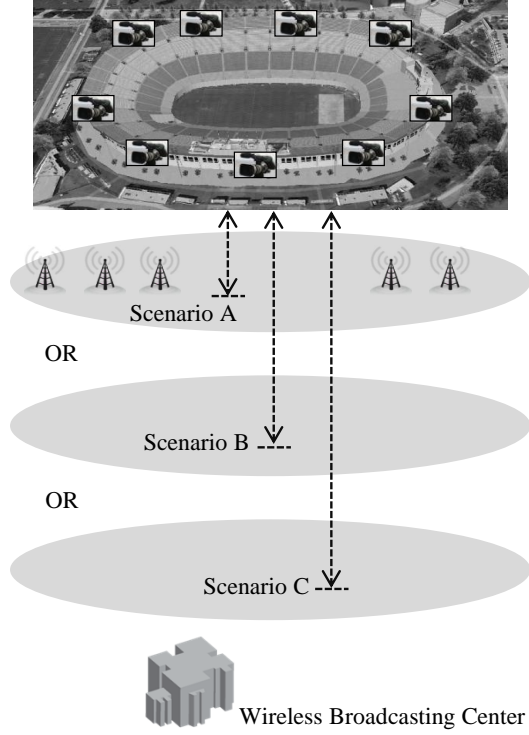 Scenario A
OR
Scenario B
OR
Scenario C
Wireless Broadcasting Center